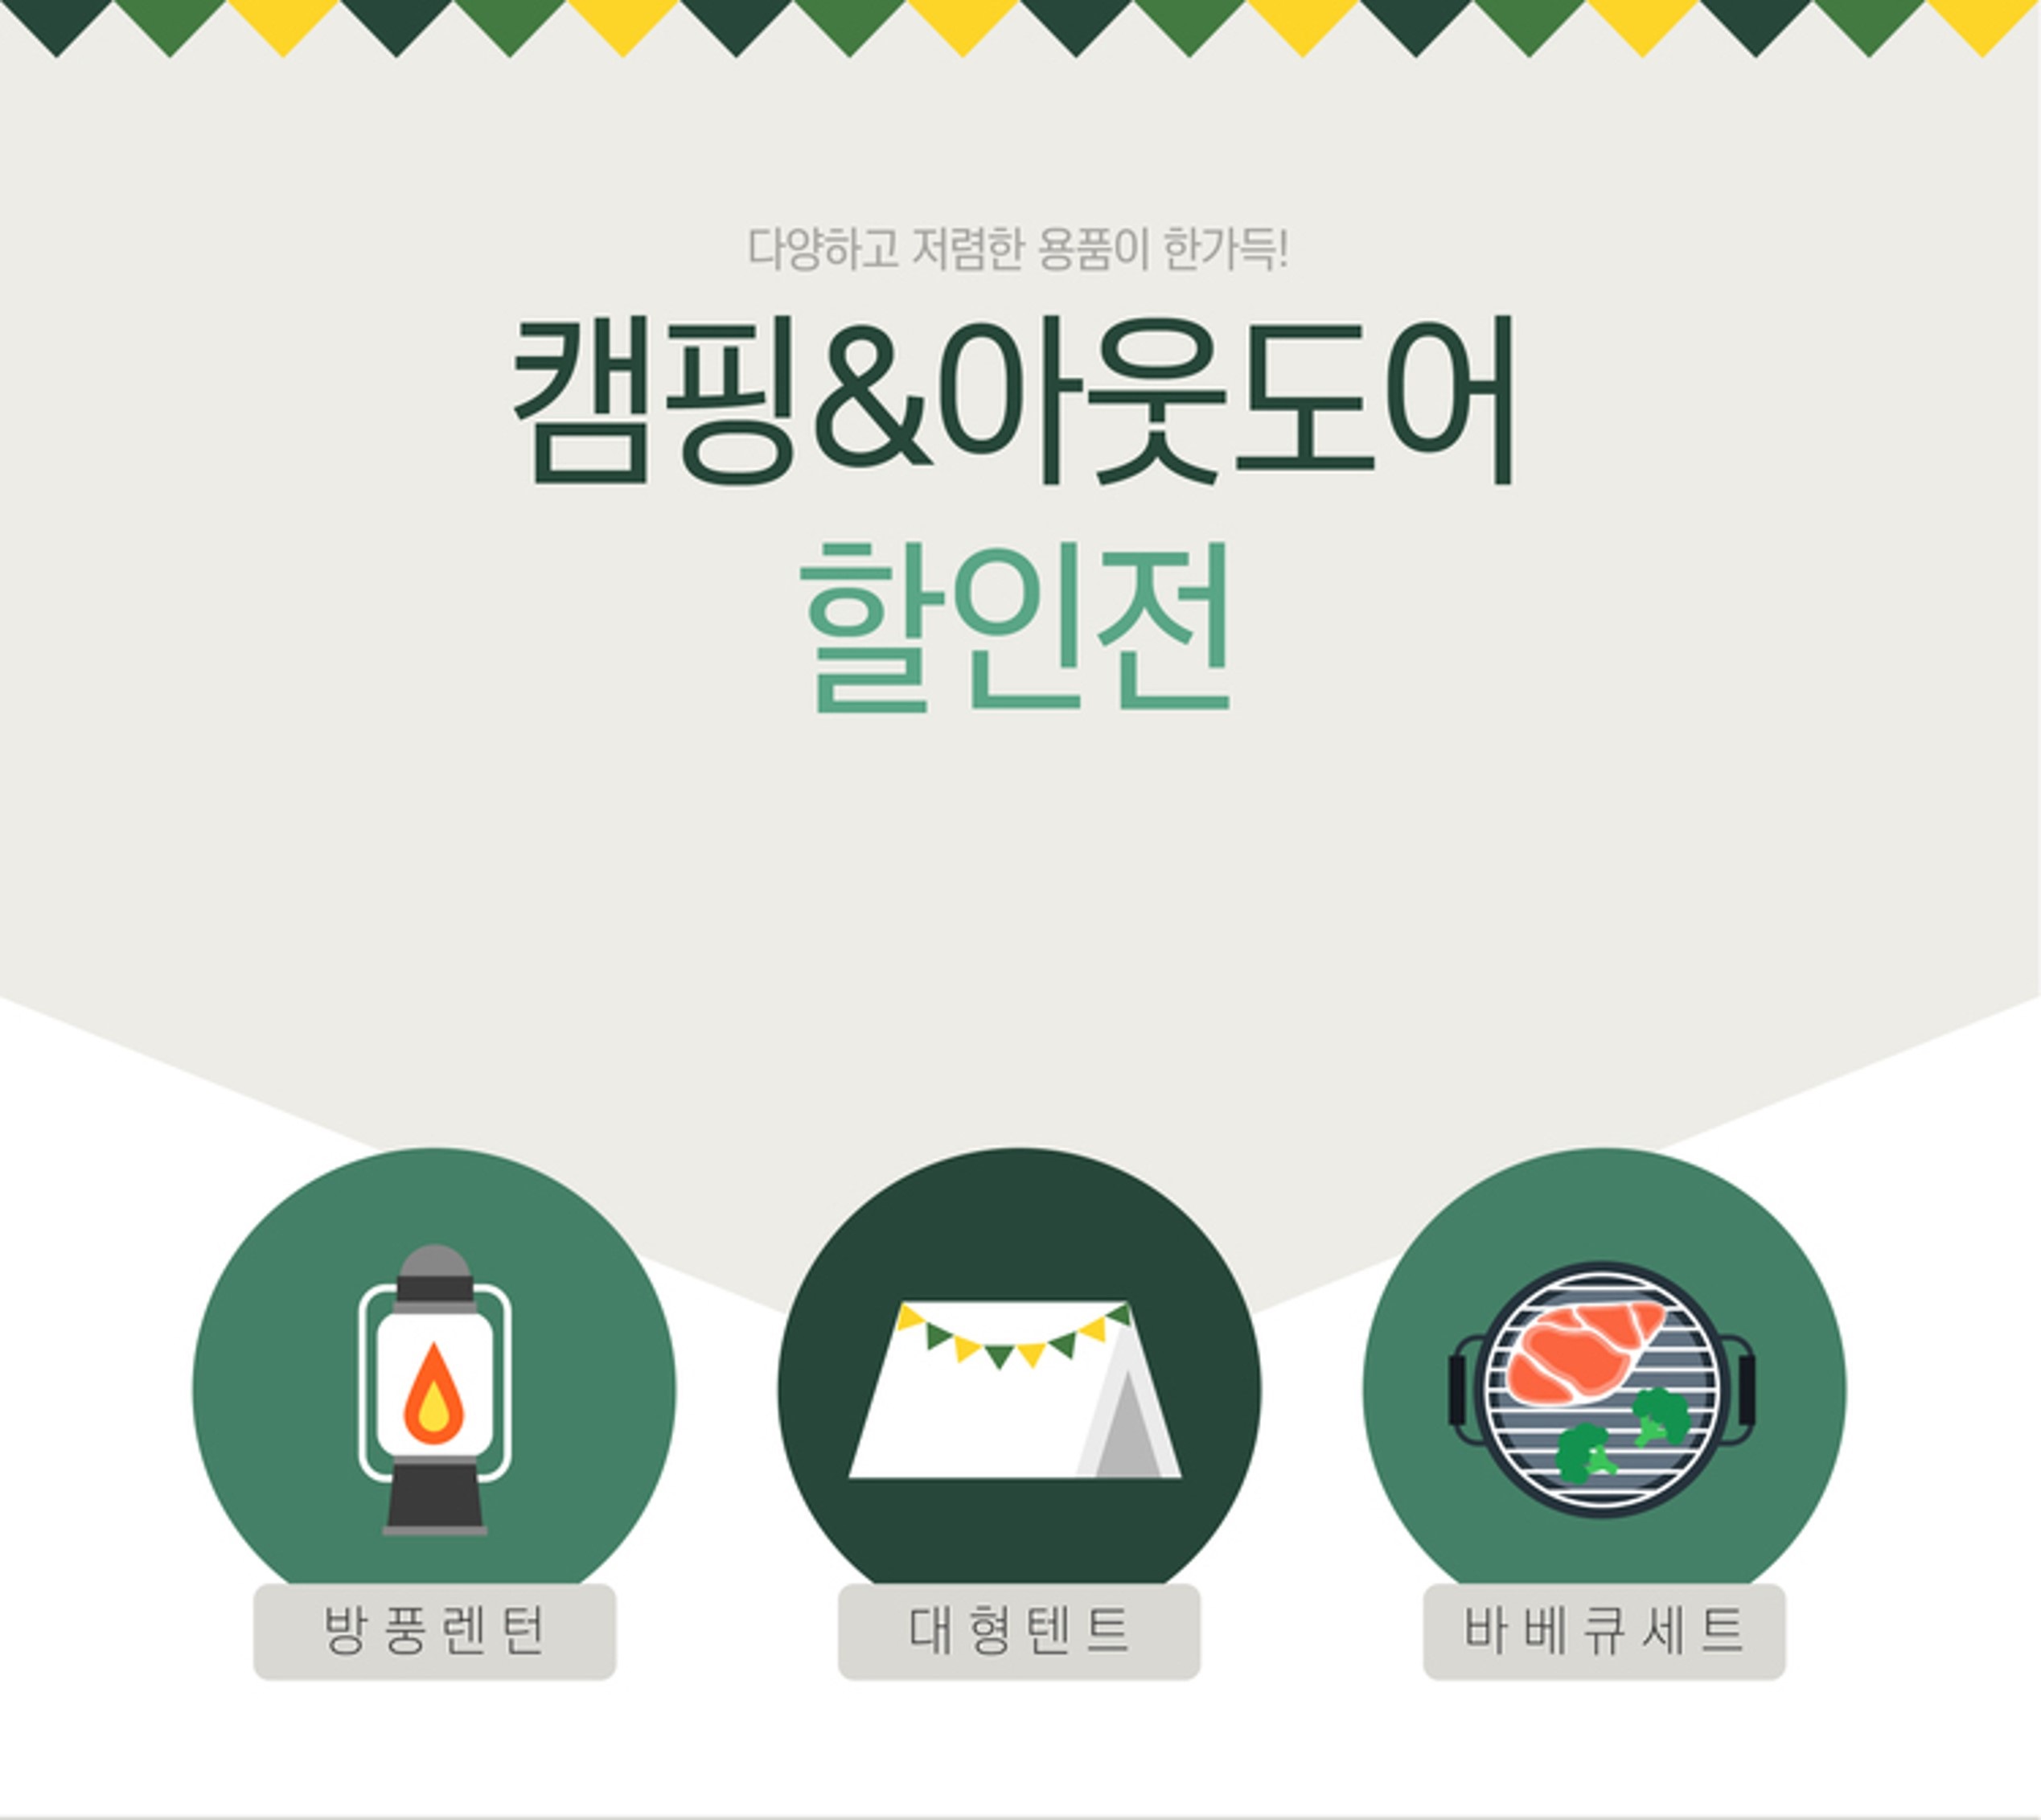 다양하고 저렴한 용품이 한가득!
캠핑&아웃도어
할인전
방풍렌턴
대형텐트
바베큐세트